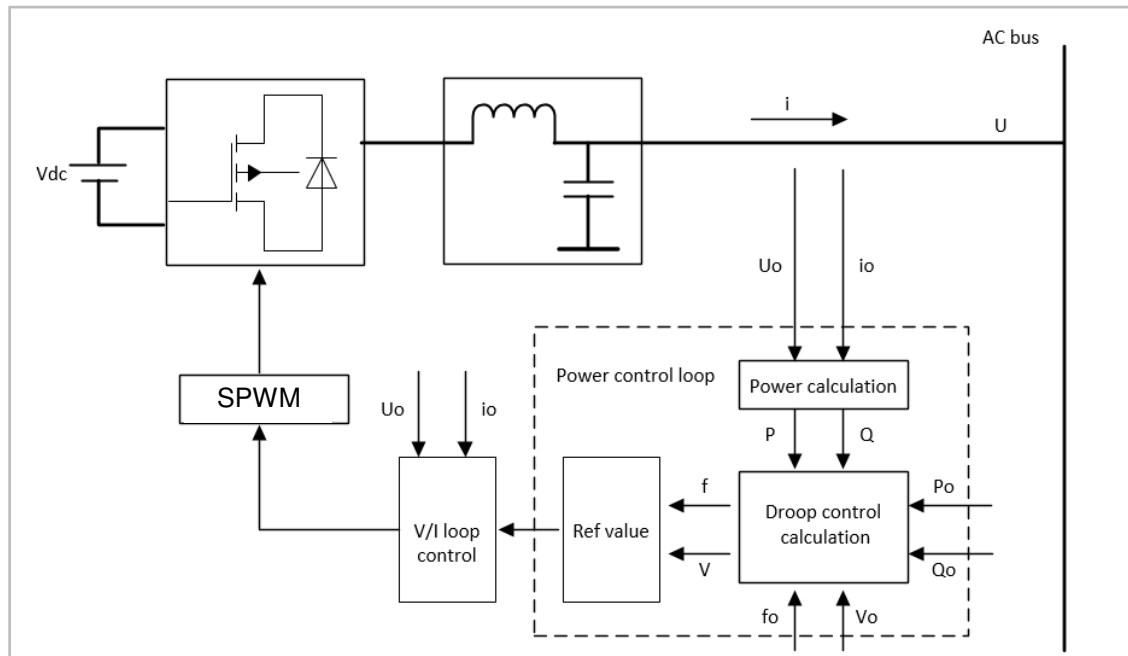 AC bus
i
U
Vdc
Uo
io
Power control loop
Power calculation
SPWM
Uo
io
P
Q
f
Po
V/I loop
control
Ref value
Droop control
calculation
V
Qo
fo
Vo